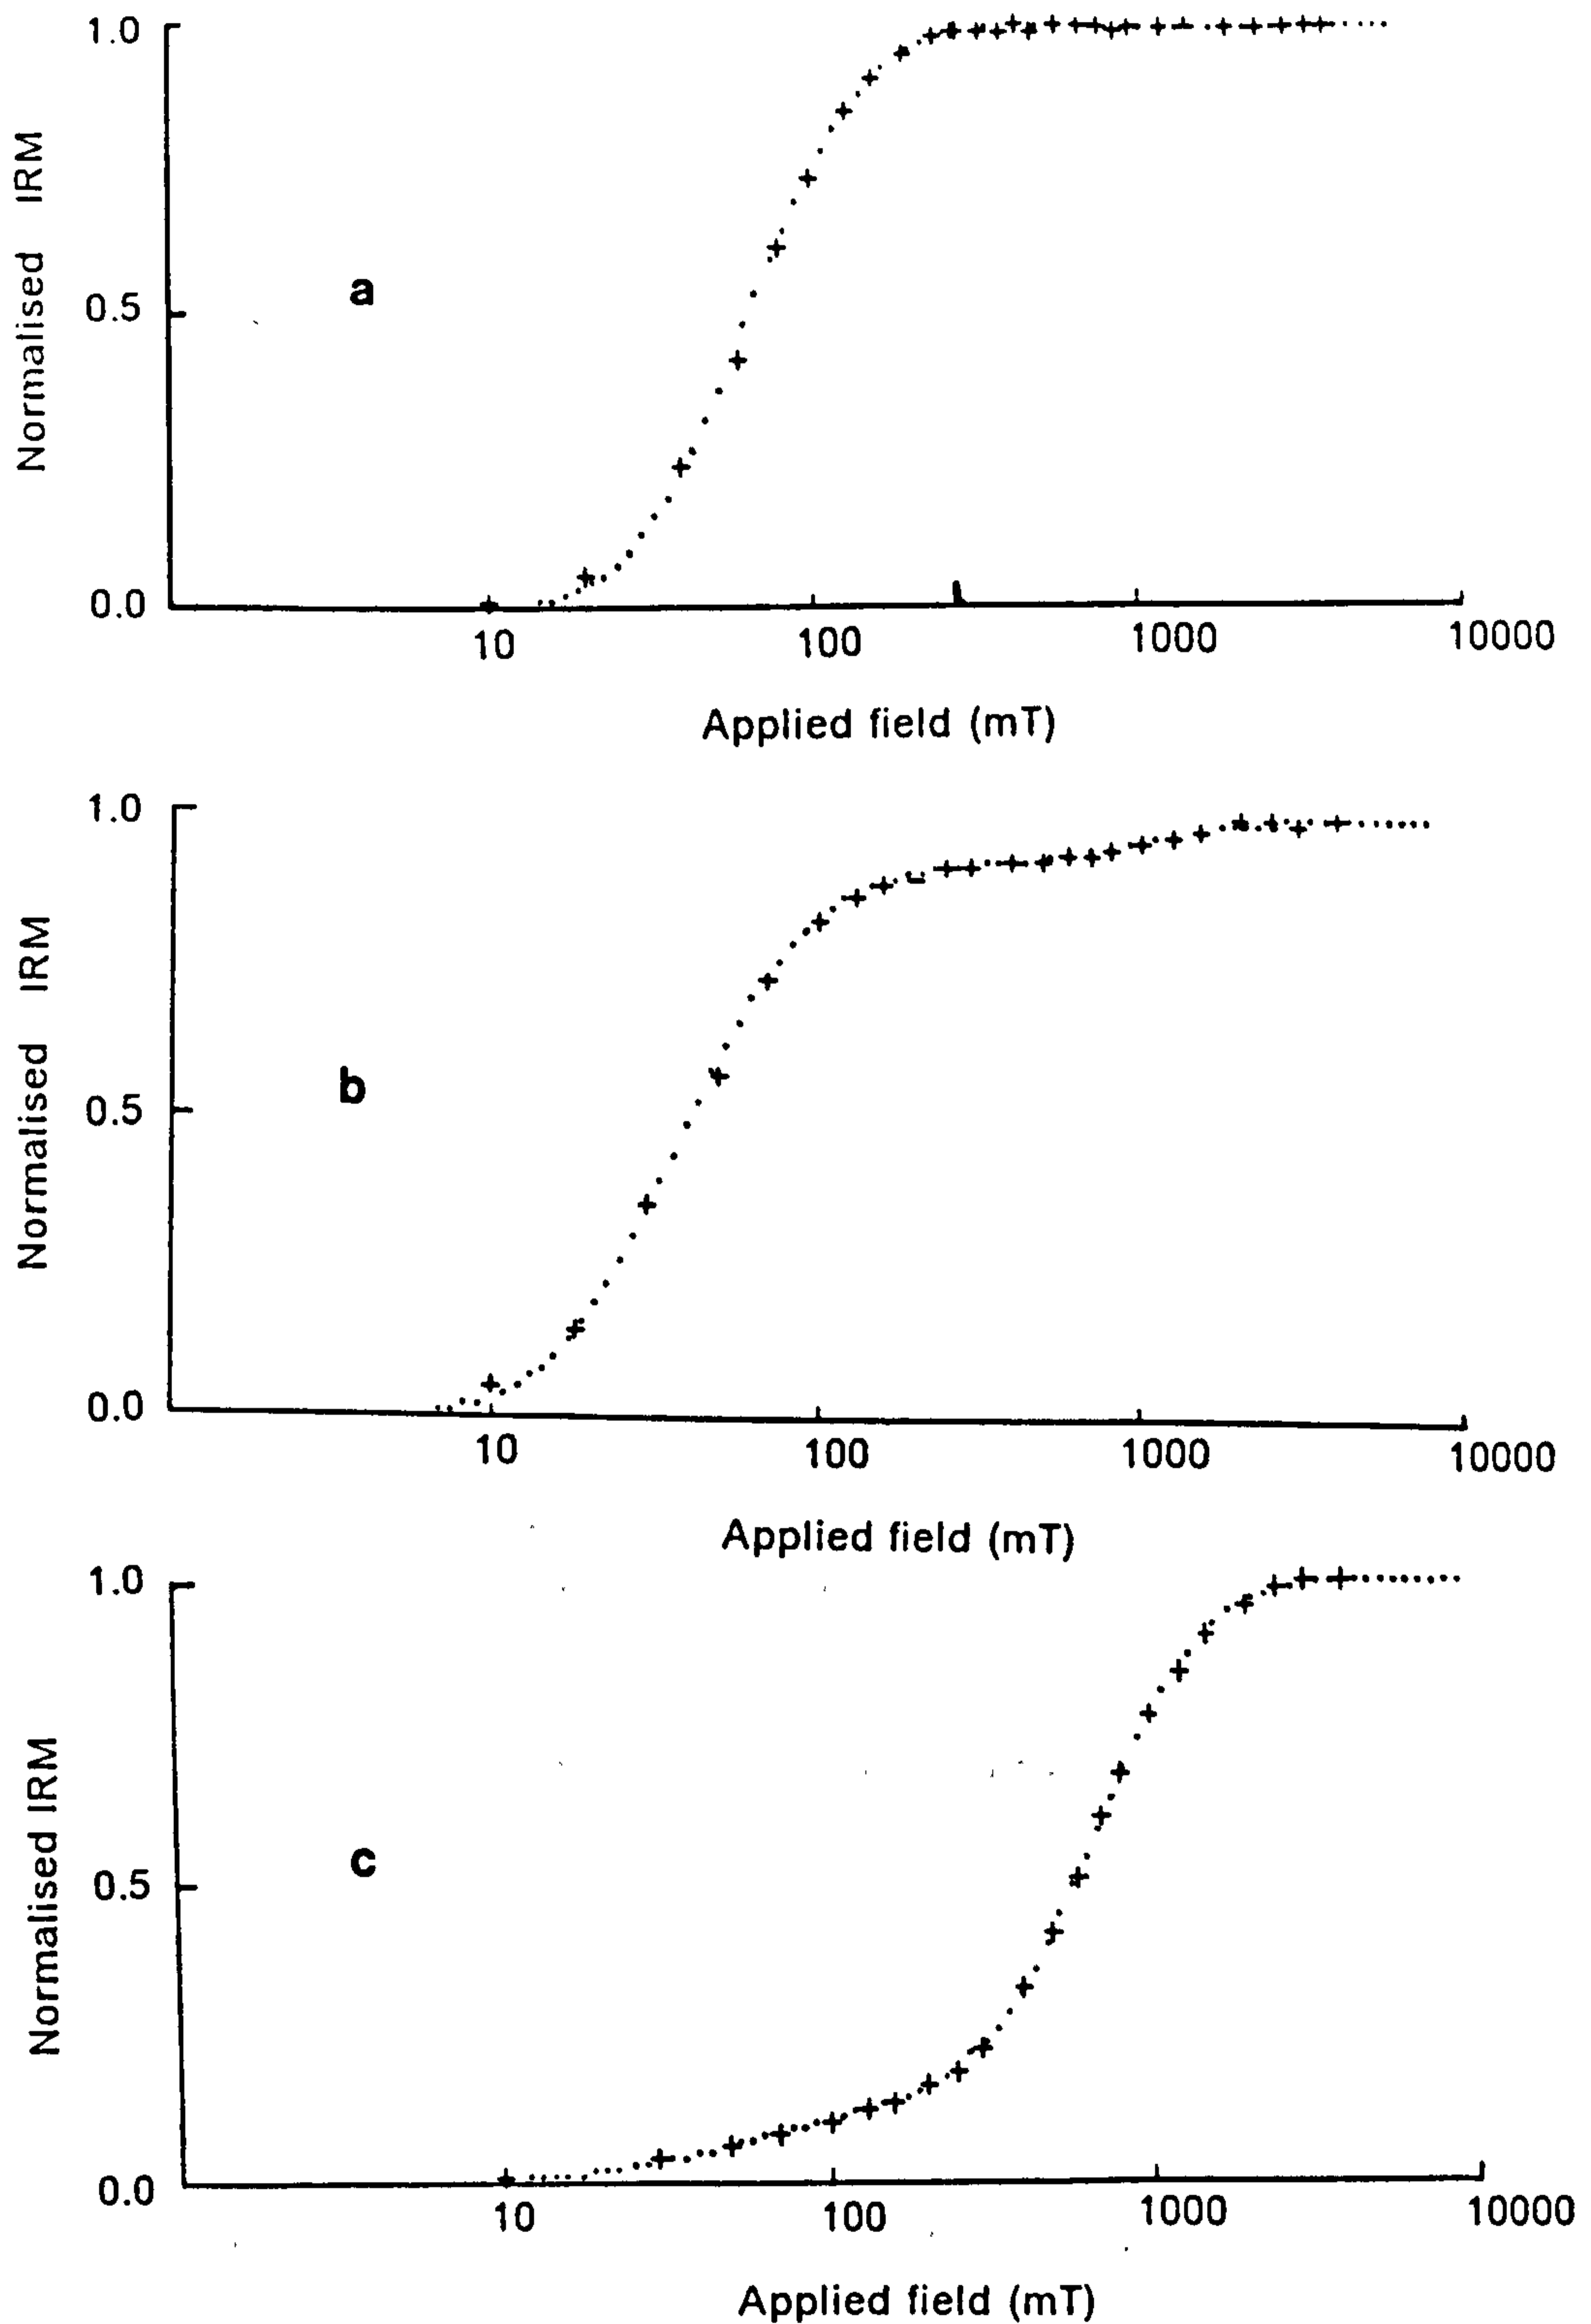 1.0
Normalised IRM
a
0.5
0.0
10 100 1000 10000
Applied field (mT)
1.0
Normalised IRM
b
0.5
0.0
10 100 1000 10000
Applied field (mT)
1.0
Normalised IRM
c
0.5
0.0
10 100 1000 10000
Applied field (mT)